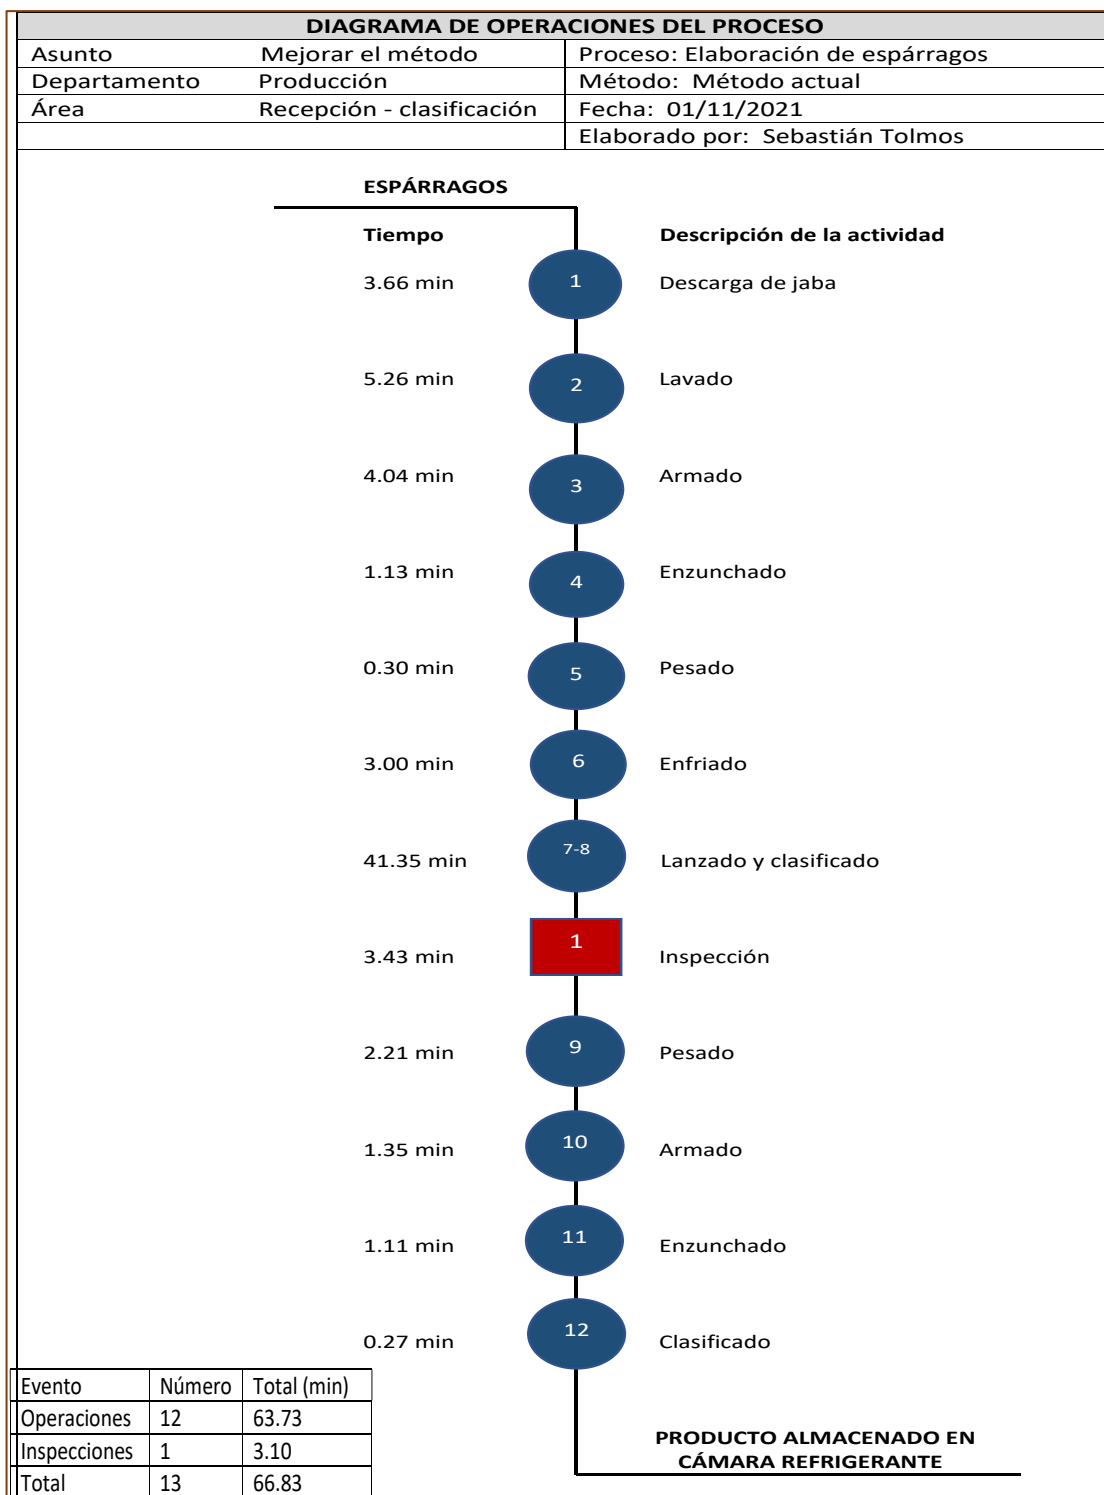 DIAGRAMA DE OPERACIONES DEL PROCESO
Asunto Mejorar el método Proceso: Elaboración de espárragos
Departamento Producción Método: Método actual
Área Recepción - clasificación Fecha: 01/11/2021
Elaborado por: Sebastián Tolmos
ESPÁRRAGOS
Tiempo Descripción de la actividad
3.66 min 1 Descarga de jaba
5.26 min 2 Lavado
4.04 min 3 Armado
1.13 min 4 Enzunchado
0.30 min 5 Pesado
3.00 min 6 Enfriado
41.35 min 7-8 Lanzado y clasificado
3.43 min 1 Inspección
2.21 min 9 Pesado
1.35 min 10 Armado
1.11 min 11 Enzunchado
0.27 min 12 Clasificado
Evento Número Total (min)
Operaciones 12 63.73
Inspecciones 1 3.10
Total 13 66.83
PRODUCTO ALMACENADO EN
CÁMARA REFRIGERANTE